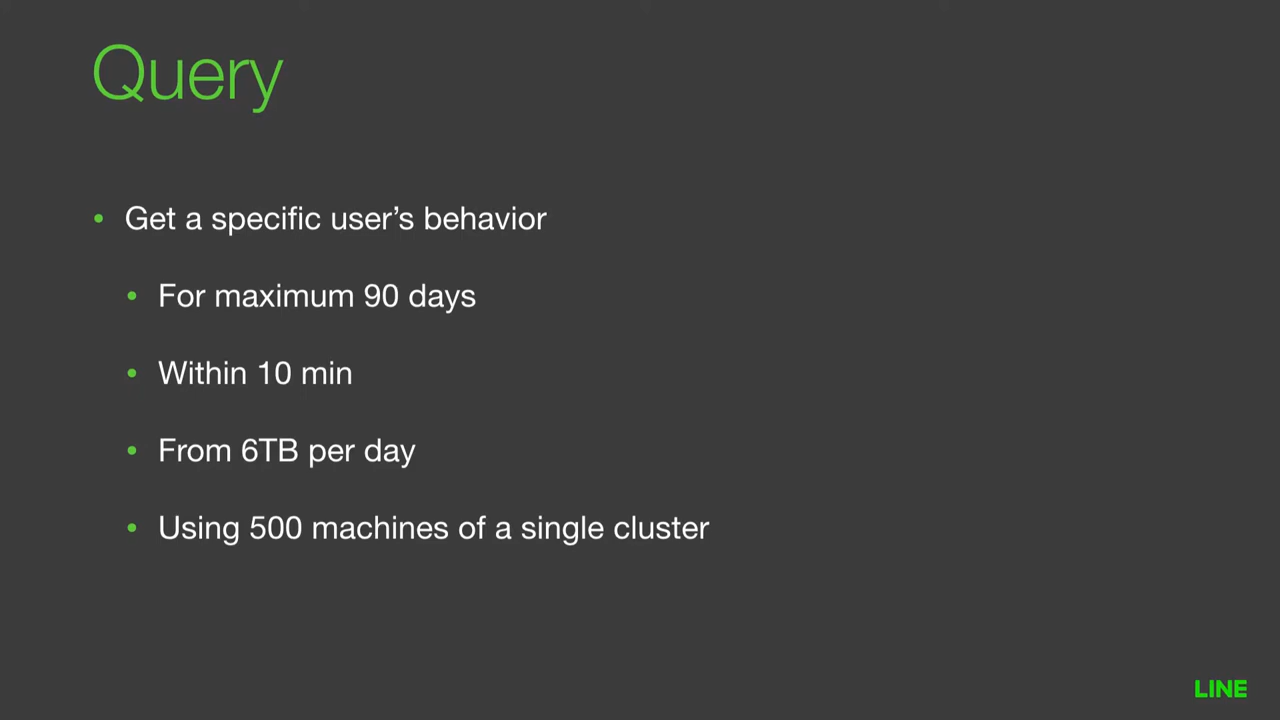 Query
• Get a specific user’s behavior
• For maximum 90 days
• Within 10 min
• From 6TB per day
• Using 500 machines of a single cluster
LINE